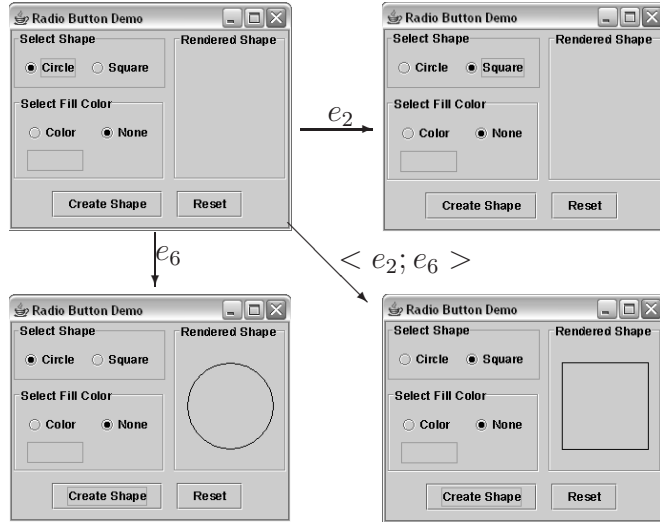 Radio Button Demo
Select Shape
Circle Square
Select Fill Color
Color None
Rendered Shape
Create Shape Reset
e2
Radio Button Demo
Select Shape
Circle Square
Select Fill Color
Color None
Rendered Shape
Create Shape Reset
e6
< e2; e6 >
Radio Button Demo
Select Shape
Circle Square
Select Fill Color
Color None
Rendered Shape
Create Shape Reset
Radio Button Demo
Select Shape
Circle Square
Select Fill Color
Color None
Rendered Shape
Create Shape Reset